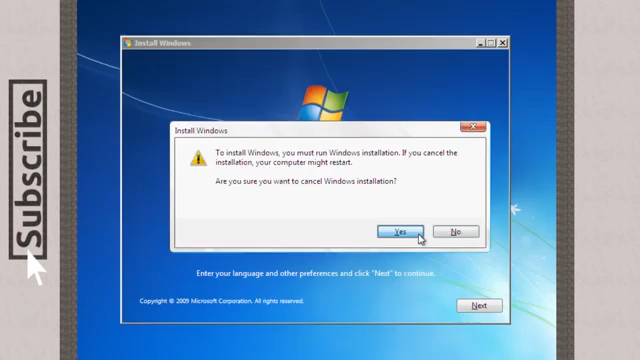 Install Windows
Install Windows
To install Windows, you must run Windows installation. If you cancel the
installation, your computer might restart.
Are you sure you want to cancel Windows installation?
Yes
No
Enter your language and other preferences and click "Next" to continue.
Copyright © 2009 Microsoft Corporation. All rights reserved.
Next
Subscribe